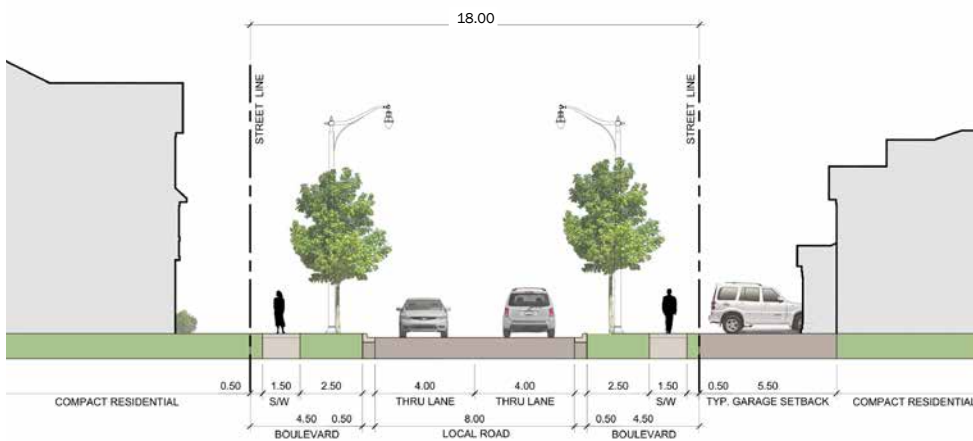 18.00
STREET LINE
STREET LINE
0.50 1.50 2.50 4.00 4.00 2.50 1.50 0.50 5.50
COMPACT RESIDENTIAL S/W THRU LANE THRU LANE S/W TYP. GARAGE SETBACK COMPACT RESIDENTIAL
4.50 0.50 8.00 0.50 4.50
BOULEVARD LOCAL ROAD BOULEVARD